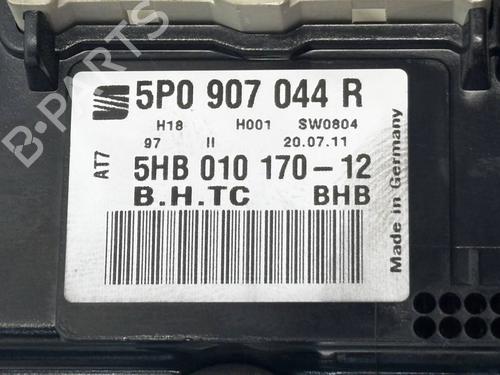 5P0 907 044 R
H18 H001 SW0804
97 II 20.07.11
AT7
5HB 010 170-12
B.H.TC BHB
Made in Germany
B-PARTS